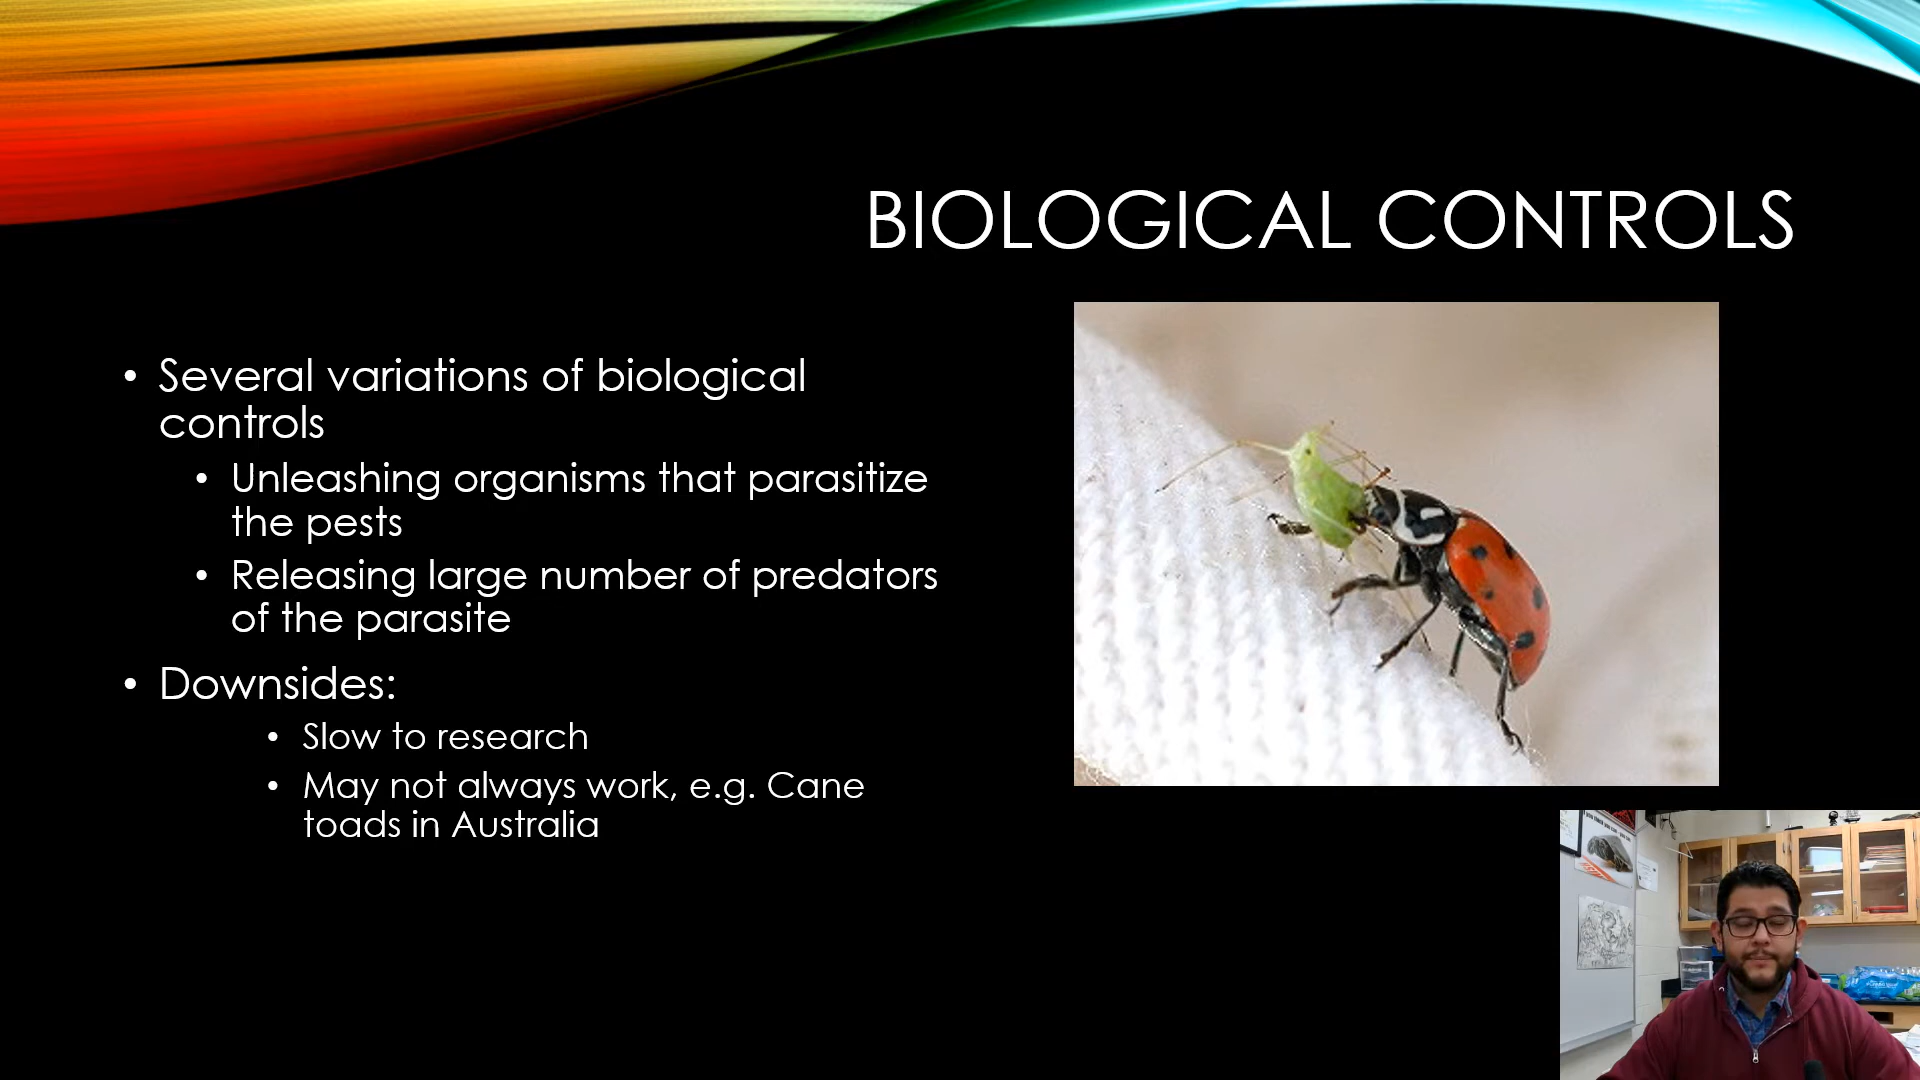 BIOLOGICAL CONTROLS
• Several variations of biological
controls
• Unleashing organisms that parasitize
the pests
• Releasing large number of predators
of the parasite
• Downsides:
• Slow to research
• May not always work, e.g. Cane
toads in Australia